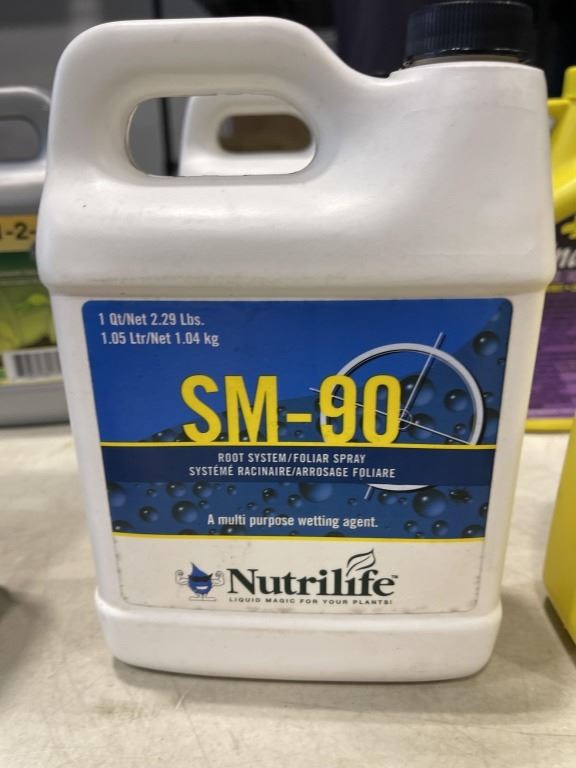 1 Qt/Net 2.29 Lbs.
1.05 Ltr/Net 1.04 kg
SM-90
ROOT SYSTEM/FOLIAR SPRAY
SYSTÉMÉ RACINAIRE/ARROSAGE FOLIARE
A multi purpose wetting agent.
Nutrilife™
LIQUID MAGIC FOR YOUR PLANTS!